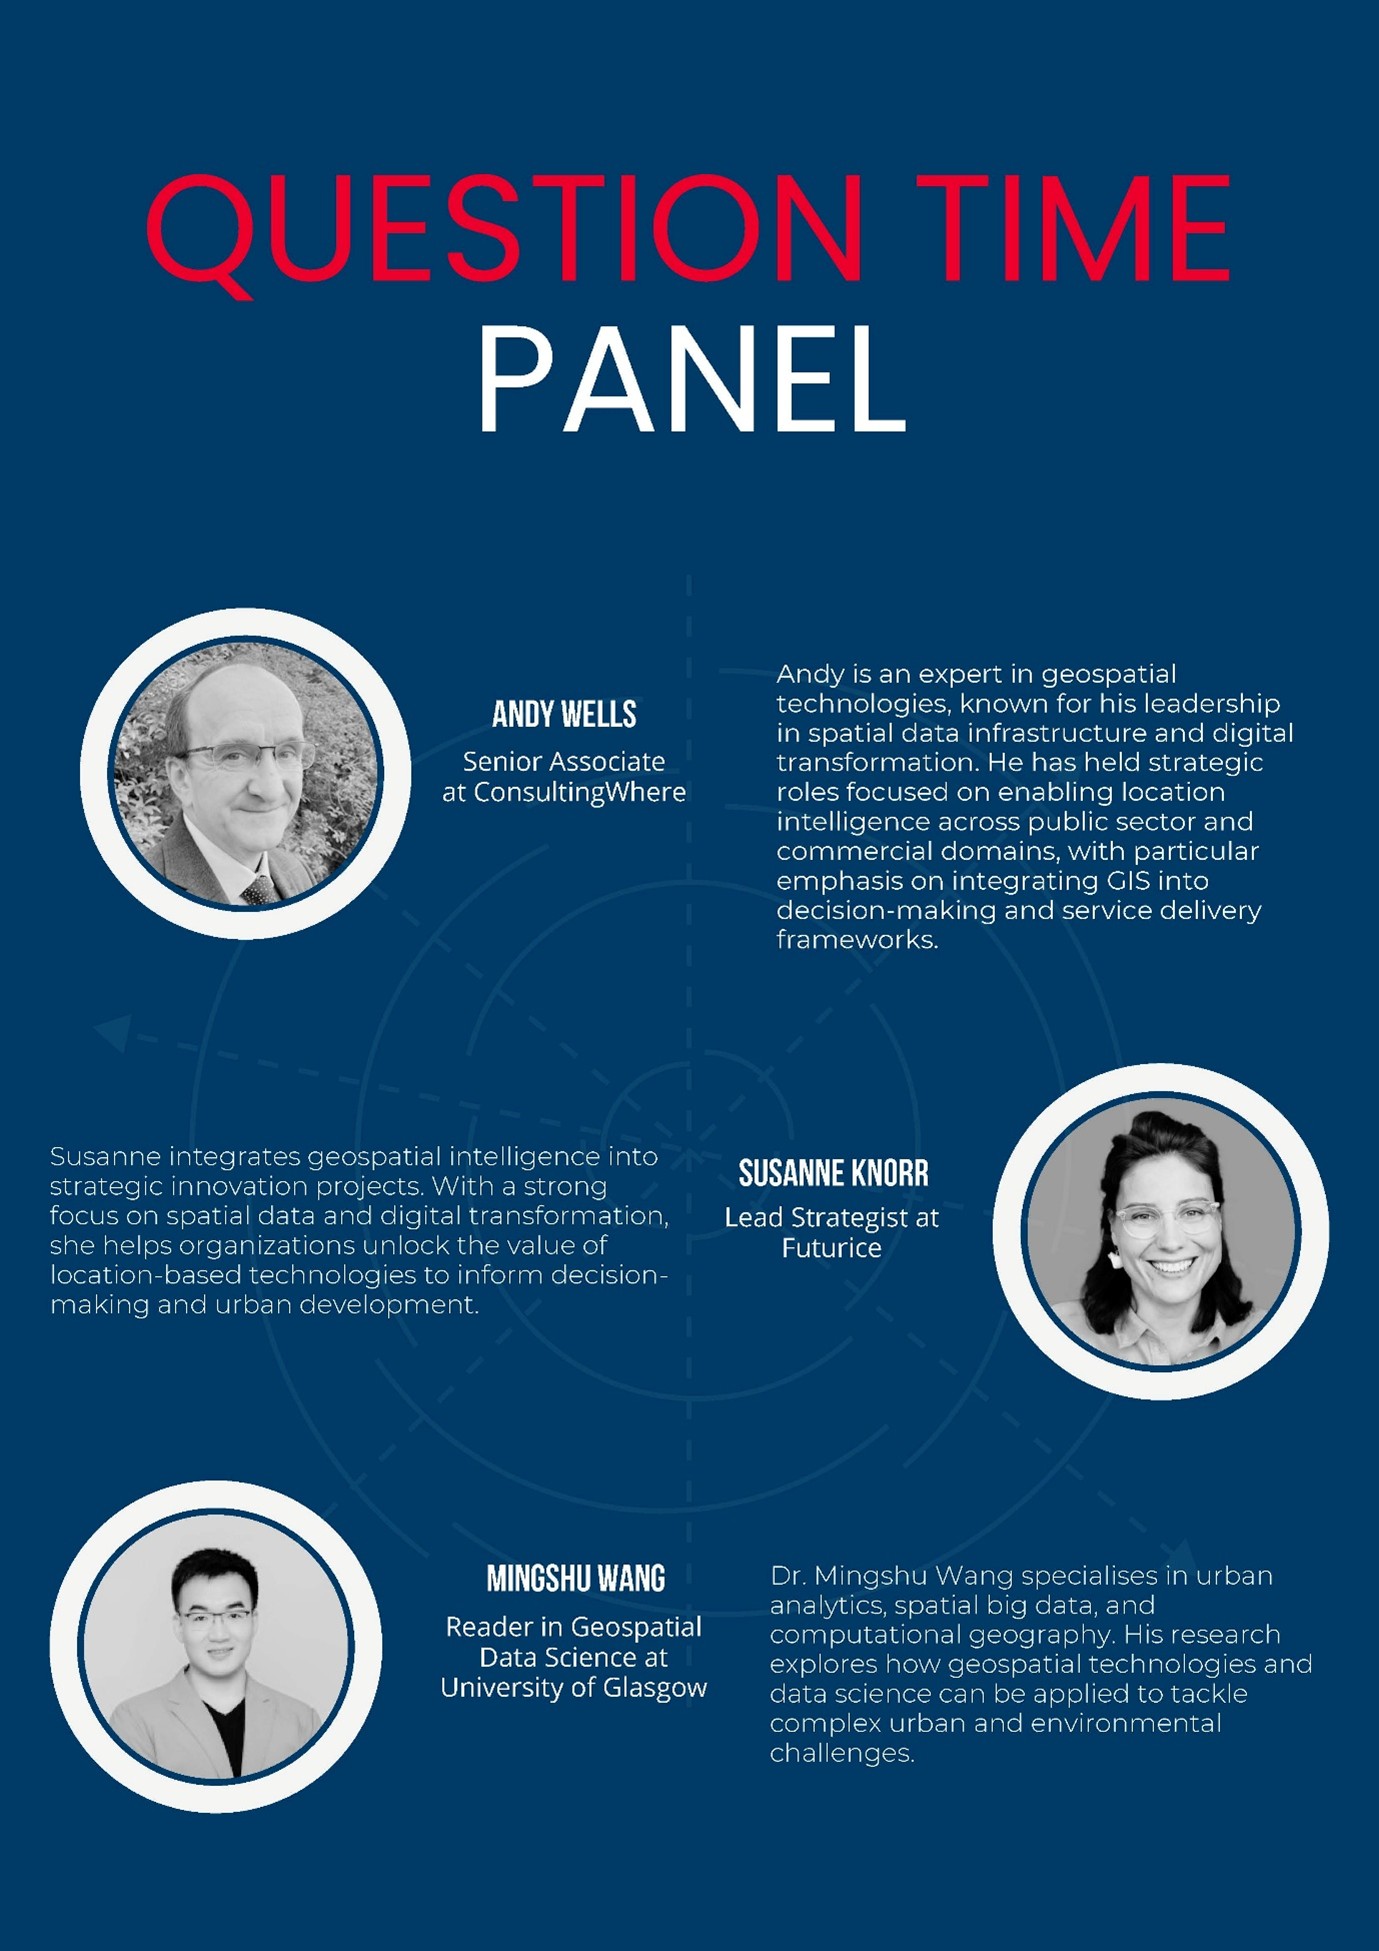 QUESTION TIME
PANEL
ANDY WELLS
Senior Associate
at ConsultingWhere
Andy is an expert in geospatial
technologies, known for his leadership
in spatial data infrastructure and digital
transformation. He has held strategic
roles focused on enabling location
intelligence across public sector and
commercial domains, with particular
emphasis on integrating GIS into
decision-making and service delivery
frameworks.
Susanne integrates geospatial intelligence into
strategic innovation projects. With a strong
focus on spatial data and digital transformation,
she helps organizations unlock the value of
location-based technologies to inform decision-
making and urban development.
SUSANNE KNORR
Lead Strategist at
Futurice
MINGSHU WANG
Reader in Geospatial
Data Science at
University of Glasgow
Dr. Mingshu Wang specialises in urban
analytics, spatial big data, and
computational geography. His research
explores how geospatial technologies and
data science can be applied to tackle
complex urban and environmental
challenges.